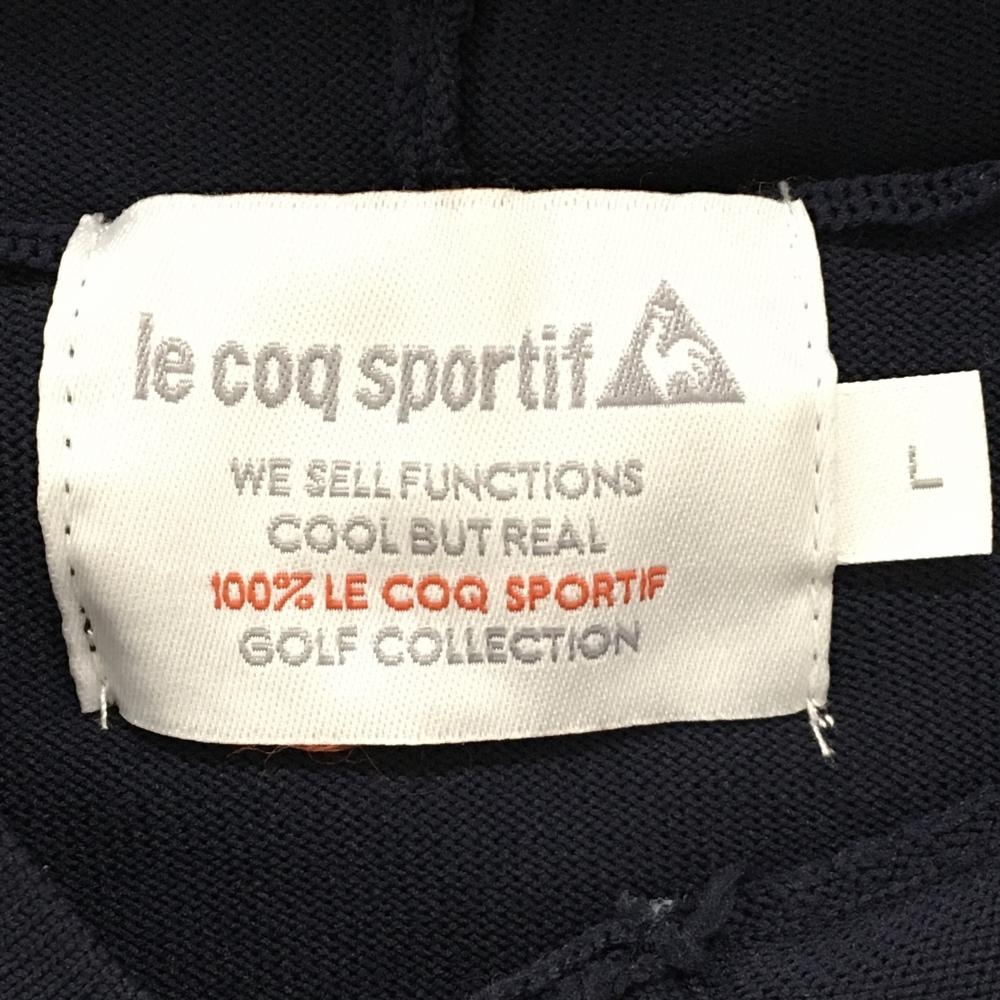 le coq sportif
WE SELL FUNCTIONS
COOL BUT REAL
100% LE COQ SPORTIF
GOLF COLLECTION
L